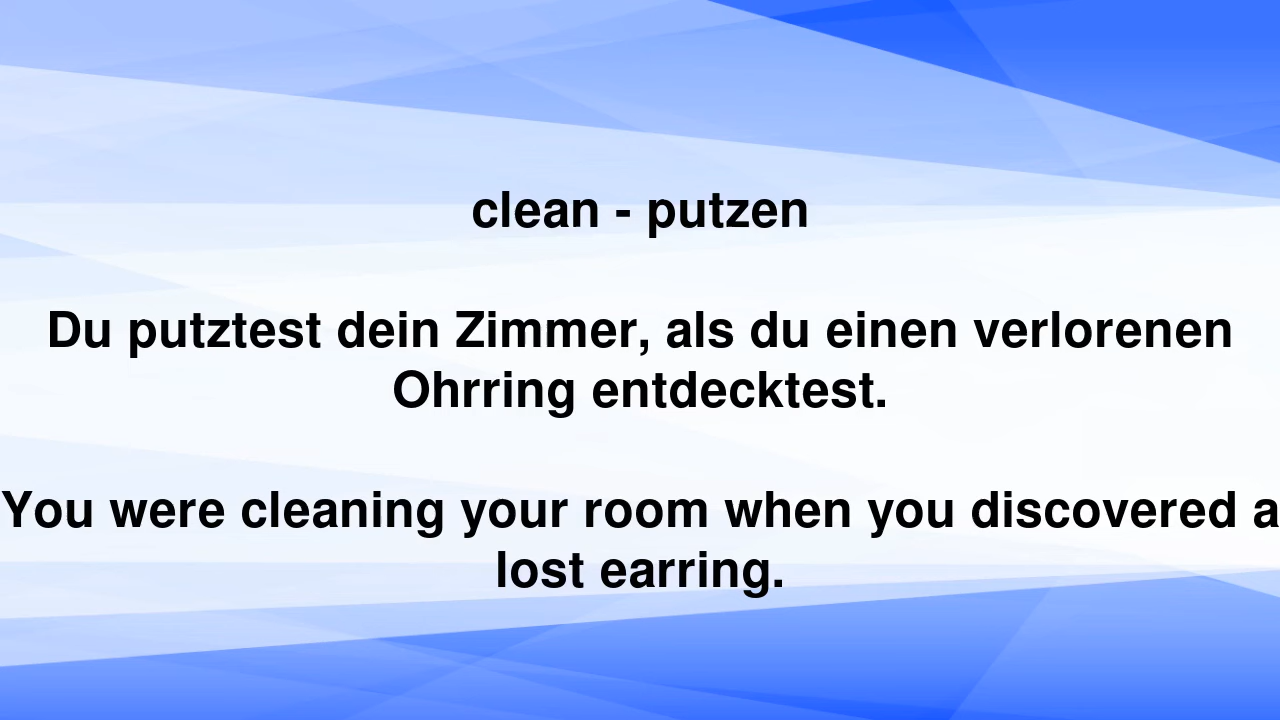 clean - putzen
Du putztest dein Zimmer, als du einen verlorenen
Ohrring entdecktest.
You were cleaning your room when you discovered a
lost earring.